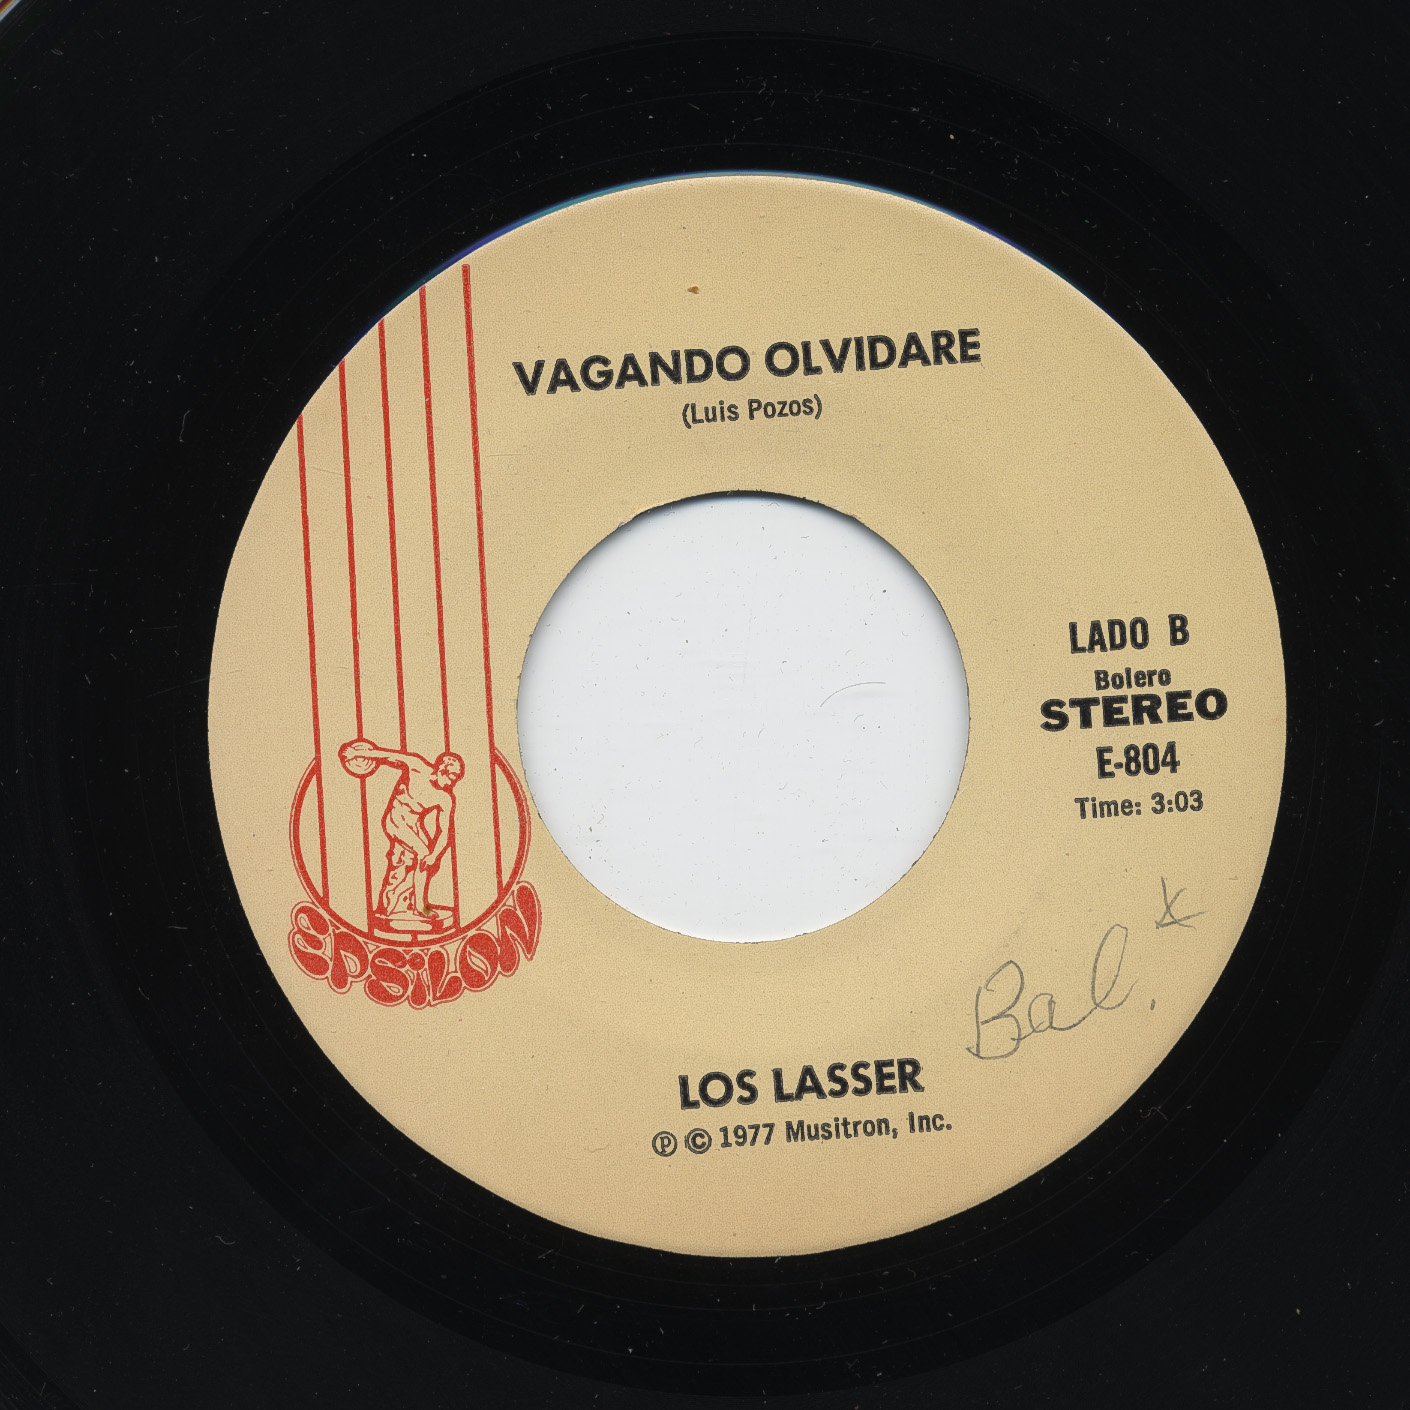 VAGANDO OLVIDARE
(Luis Pozos)
LADO B
Bolero
STEREO
E-804
Time: 3:03
EPSILON
Bal.
LOS LASSER
Ⓟ © 1977 Musitron, Inc.